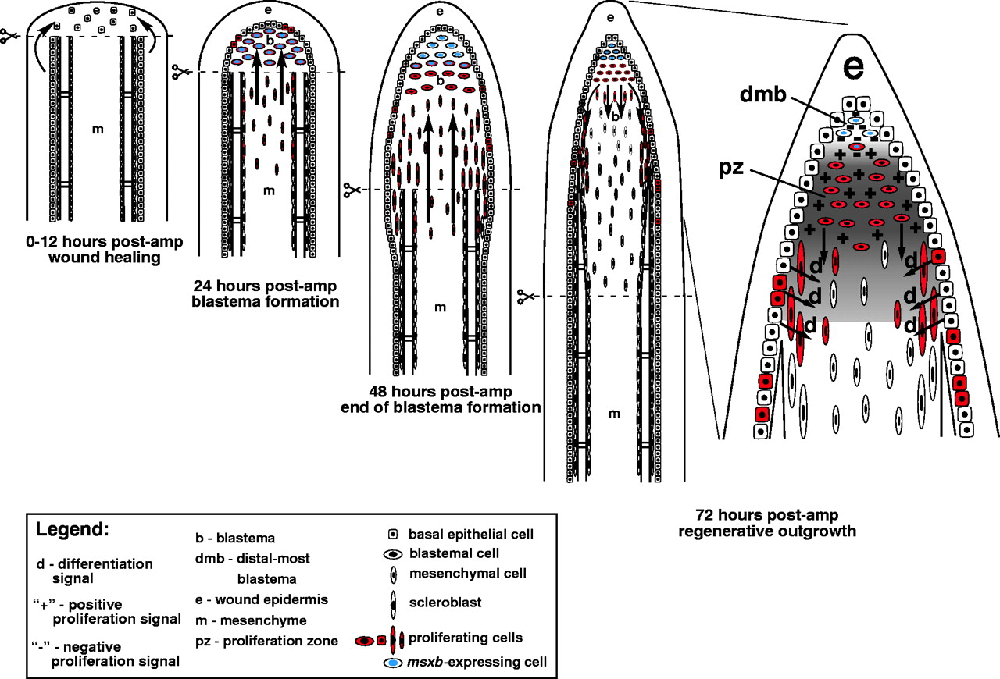 e
m
0-12 hours post-amp
wound healing
e
b
m
24 hours post-amp
blastema formation
e
b
m
48 hours post-amp
end of blastema formation
e
b
m
e
dmb
- - - -
pz
+ + + + + + + + + + +
d d
d d
d d
72 hours post-amp
regenerative outgrowth
Legend:
d - differentiation
signal
“+” - positive
proliferation signal
“-” - negative
proliferation signal
b - blastema
dmb - distal-most
blastema
e - wound epidermis
m - mesenchyme
pz - proliferation zone
basal epithelial cell
blastemal cell
mesenchymal cell
scleroblast
proliferating cells
msxb-expressing cell